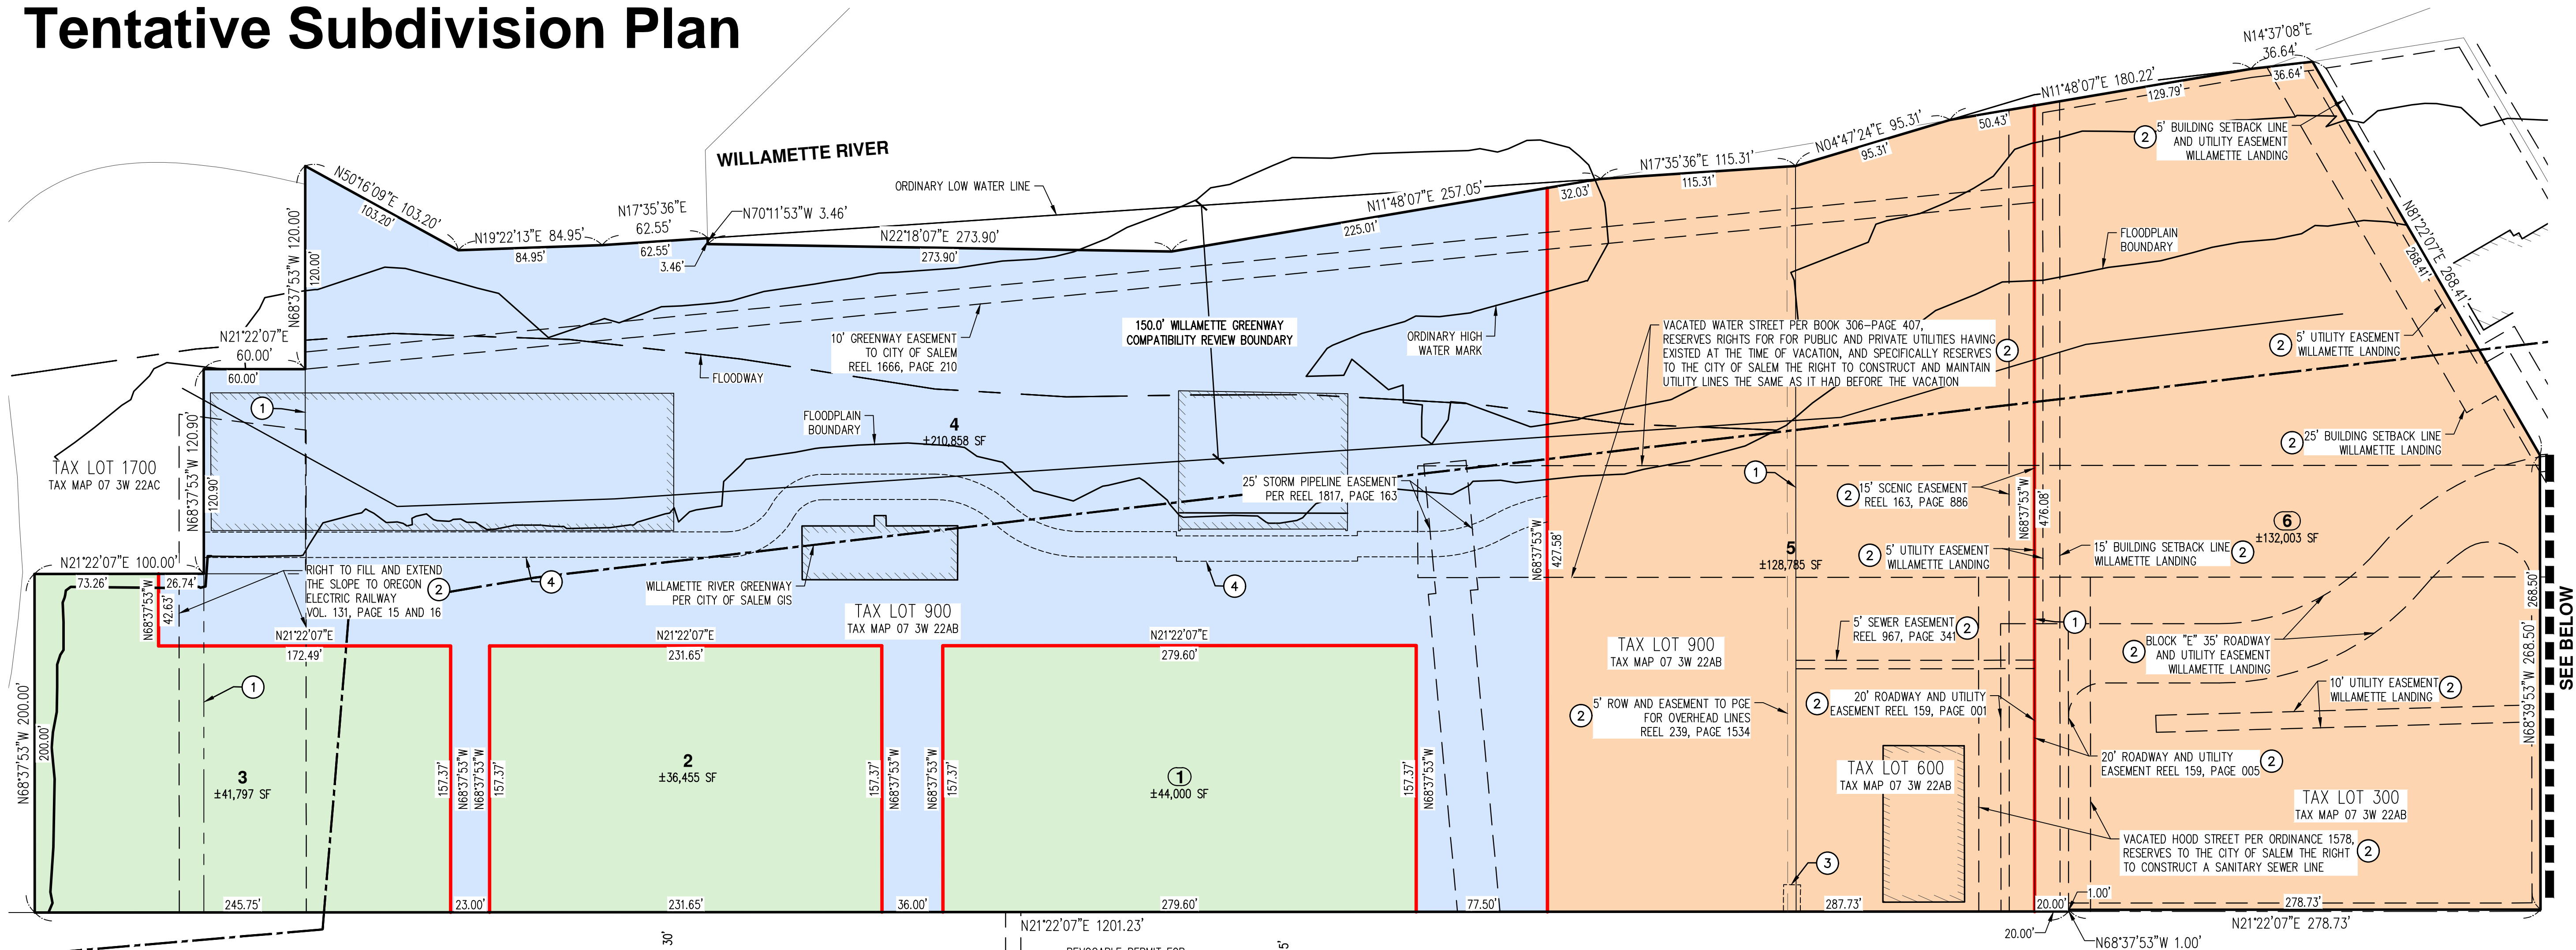 Tentative Subdivision Plan
WILLAMETTE RIVER
ORDINARY LOW WATER LINE
N14°37'08"E
36.64'
36.64'
N11°48'07"E 180.22'
129.79'
50.43'
N04°47'24"E 95.31'
95.31'
N17°35'36"E 115.31'
115.31'
32.03'
N11°48'07"E 257.05'
225.01'
N22°18'07"E 273.90'
273.90'
N70°11'53"W 3.46'
3.46'
N17°35'36"E
62.55'
62.55'
N19°22'13"E 84.95'
84.95'
N50°16'09"E 103.20'
103.20'
N68°37'53"W 120.00'
120.00'
N21°22'07"E
60.00'
60.00'
N68°37'53"W 120.90'
120.90'
1
TAX LOT 1700
TAX MAP 07 3W 22AC
N21°22'07"E 100.00'
73.26'
26.74'
N68°37'53"W
42.63'
RIGHT TO FILL AND EXTEND
THE SLOPE TO OREGON
ELECTRIC RAILWAY
VOL. 131, PAGE 15 AND 16
2
4
10' GREENWAY EASEMENT
TO CITY OF SALEM
REEL 1666, PAGE 210
FLOODWAY
FLOODPLAIN
BOUNDARY
4
±210,858 SF
150.0' WILLAMETTE GREENWAY
COMPATIBILITY REVIEW BOUNDARY
ORDINARY HIGH
WATER MARK
25' STORM PIPELINE EASEMENT
PER REEL 1817, PAGE 163
WILLAMETTE RIVER GREENWAY
PER CITY OF SALEM GIS
4
TAX LOT 900
TAX MAP 07 3W 22AB
N21°22'07"E
172.49'
N21°22'07"E
231.65'
N21°22'07"E
279.60'
N68°37'53"W 200.00'
200.00'
1
3
±41,797 SF
157.37'
N68°37'53"W
N68°37'53"W
157.37'
2
±36,455 SF
157.37'
N68°37'53"W
N68°37'53"W
157.37'
1
±44,000 SF
157.37'
N68°37'53"W
245.75'
23.00'
231.65'
36.00'
279.60'
77.50'
N21°22'07"E 1201.23'
REVOCABLE PERMIT FOR
30'
5'
VACATED WATER STREET PER BOOK 306-PAGE 407,
RESERVES RIGHTS FOR FOR PUBLIC AND PRIVATE UTILITIES HAVING
EXISTED AT THE TIME OF VACATION, AND SPECIFICALLY RESERVES
TO THE CITY OF SALEM THE RIGHT TO CONSTRUCT AND MAINTAIN
UTILITY LINES THE SAME AS IT HAD BEFORE THE VACATION
2
1
N68°37'53"W
427.58'
5
±128,785 SF
2
15' SCENIC EASEMENT
REEL 163, PAGE 886
2
5' UTILITY EASEMENT
WILLAMETTE LANDING
N68°37'53"W
476.08'
5' SEWER EASEMENT
REEL 967, PAGE 341
2
TAX LOT 900
TAX MAP 07 3W 22AB
2
5' ROW AND EASEMENT TO PGE
FOR OVERHEAD LINES
REEL 239, PAGE 1534
2
20' ROADWAY AND UTILITY
EASEMENT REEL 159, PAGE 001
TAX LOT 600
TAX MAP 07 3W 22AB
3
287.73'
20.00'
20.00'
2
5' BUILDING SETBACK LINE
AND UTILITY EASEMENT
WILLAMETTE LANDING
FLOODPLAIN
BOUNDARY
N81°22'07"E 268.41'
268.41'
2
5' UTILITY EASEMENT
WILLAMETTE LANDING
2
25' BUILDING SETBACK LINE
WILLAMETTE LANDING
6
±132,003 SF
15' BUILDING SETBACK LINE
WILLAMETTE LANDING
2
1
2
BLOCK "E" 35' ROADWAY
AND UTILITY EASEMENT
WILLAMETTE LANDING
10' UTILITY EASEMENT
WILLAMETTE LANDING
2
20' ROADWAY AND UTILITY
EASEMENT REEL 159, PAGE 005
2
TAX LOT 300
TAX MAP 07 3W 22AB
VACATED HOOD STREET PER ORDINANCE 1578,
RESERVES TO THE CITY OF SALEM THE RIGHT
TO CONSTRUCT A SANITARY SEWER LINE
2
1.00'
278.73'
N21°22'07"E 278.73'
N68°37'53"W 1.00'
268.50'
N68°39'53"W 268.50'
SEE BELOW